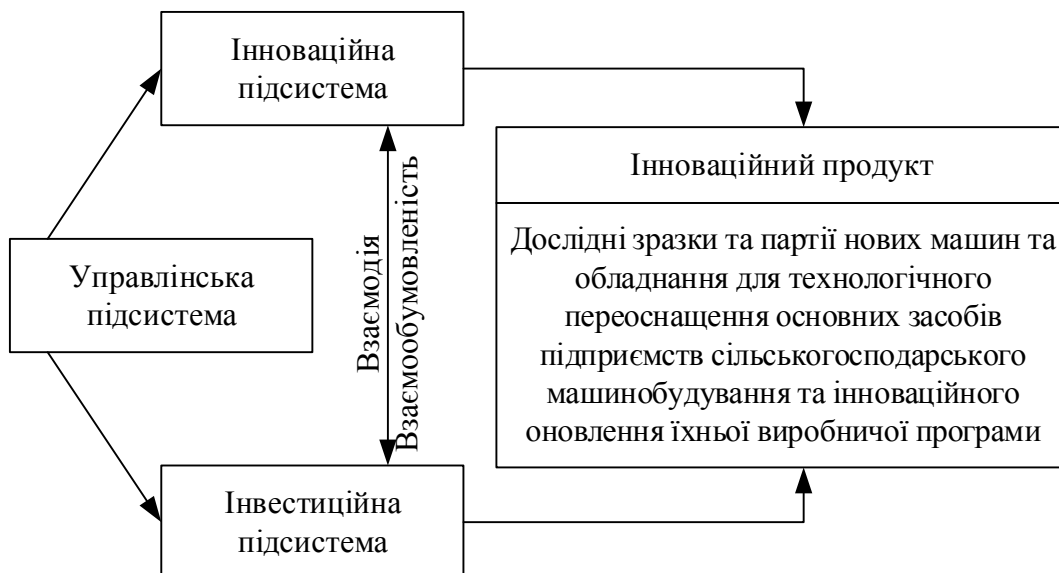 Інноваційна
підсистема
Управлінська
підсистема
Взаємодія
Взаємообумовленість
Інвестиційна
підсистема
Інноваційний продукт
Дослідні зразки та партії нових машин та
обладнання для технологічного
переоснащення основних засобів
підприємств сільськогосподарського
машинобудування та інноваційного
оновлення їхньої виробничої програми